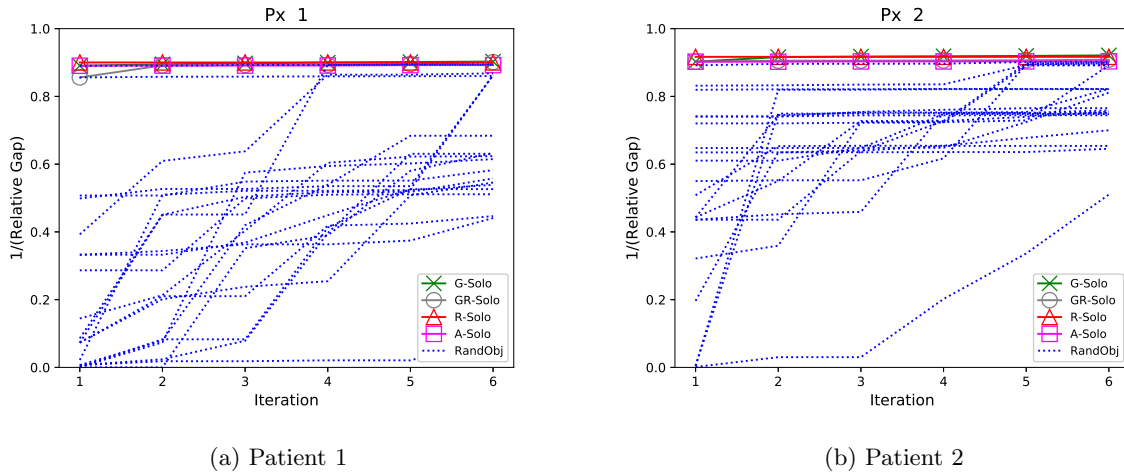 Px 1
1.0
0.8
0.6
0.4
0.2
0.0
1/(Relative Gap)
G-Solo
GR-Solo
R-Solo
A-Solo
RandObj
1 2 3 4 5 6
Iteration
(a) Patient 1
Px 2
1.0
0.8
0.6
0.4
0.2
0.0
1/(Relative Gap)
G-Solo
GR-Solo
R-Solo
A-Solo
RandObj
1 2 3 4 5 6
Iteration
(b) Patient 2